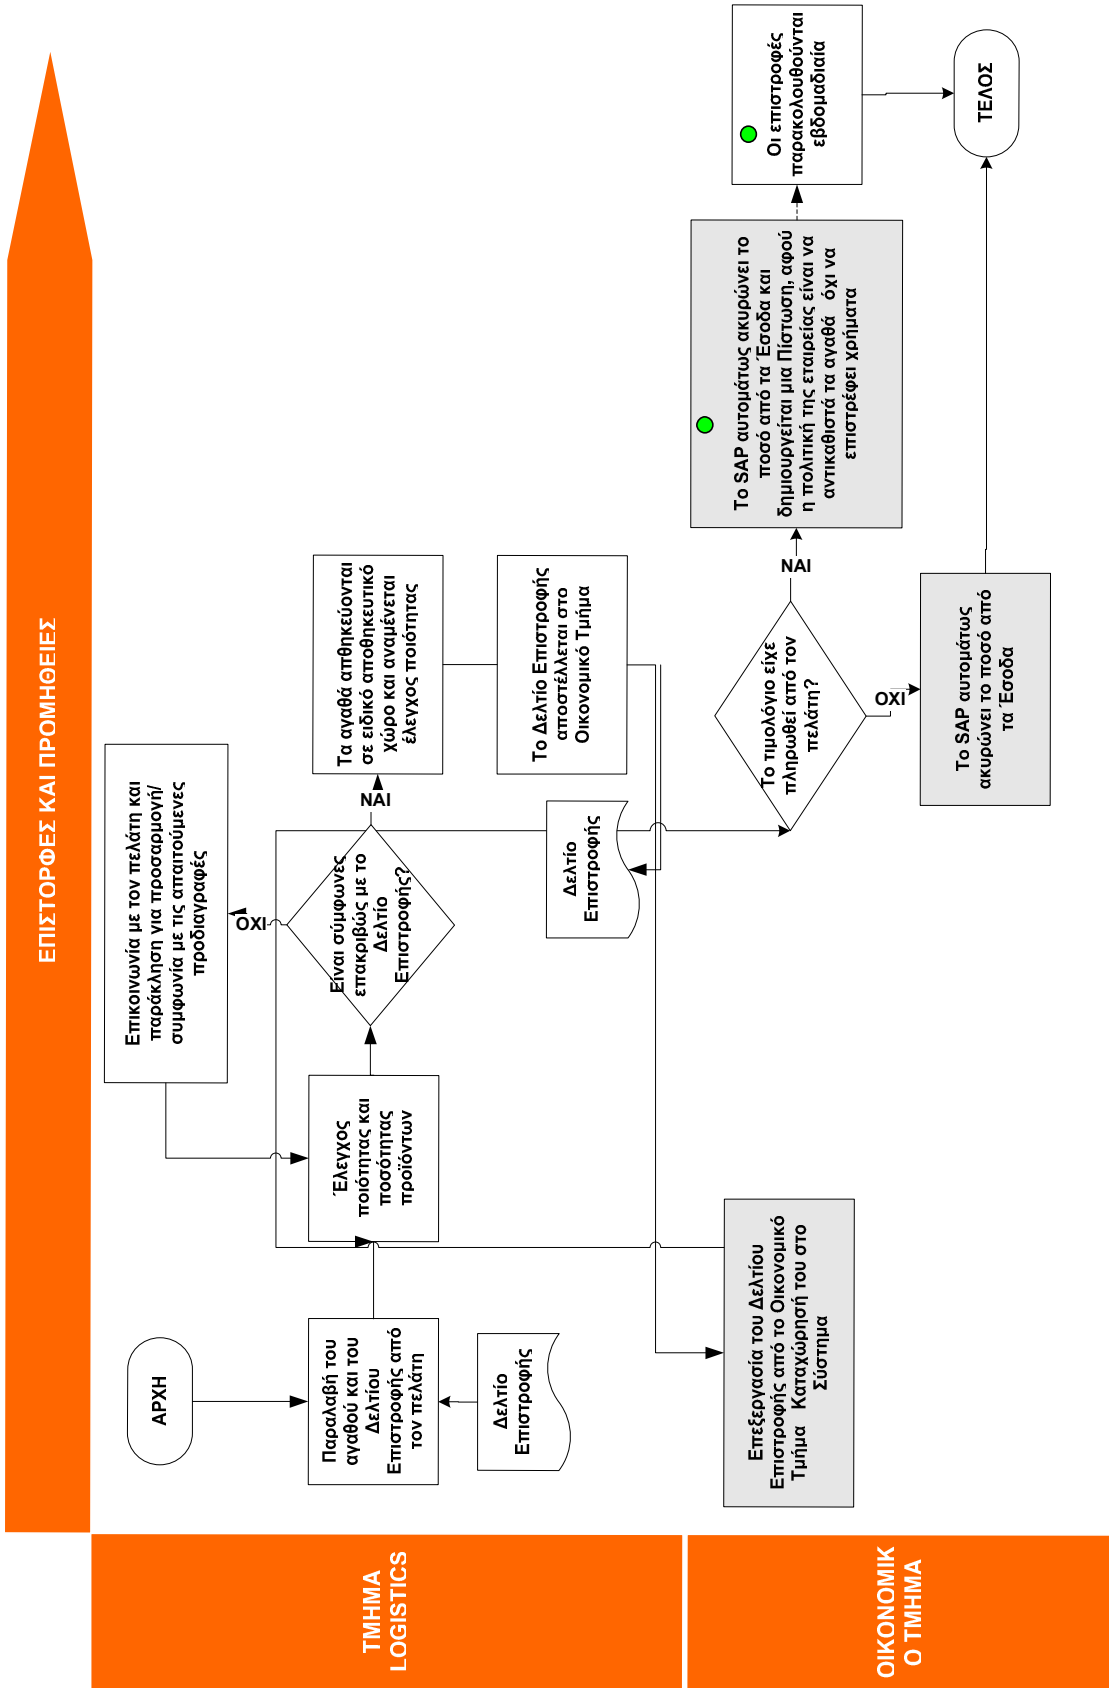 ΕΠΙΣΤΟΡΦΕΣ ΚΑΙ ΠΡΟΜΗΘΕΙΕΣ
ΤΜΗΜΑ
LOGISTICS
ΑΡΧΗ
Παραλαβή του
αγαθού και του
Δελτίου
Επιστροφής από
τον πελάτη
Δελτίο
Επιστροφής
Έλεγχος
ποιότητας και
ποσότητας
προϊόντων
Επικοινωνία με τον πελάτη και
παράκληση για προσαρμογή/
συμφωνία με τις απαιτούμενες
προδιαγραφές
ΟΧΙ
Είναι σύμφωνες
επακριβώς με το
Δελτίο
Επιστροφής?
ΝΑΙ
Τα αγαθά απθηκεύονται
σε ειδικό αποθηκευτικό
χώρο και αναμένεται
έλεγχος ποιότητας
Το Δελτίο Επιστροφής
αποστέλλεται στο
Οικονομικό Τμήμα
Δελτίο
Επιστροφής
ΟΙΚΟΝΟΜΙΚ
Ο ΤΜΗΜΑ
Επεξεργασία του Δελτίου
Επιστροφής από το Οικονομικό
Τμήμα Καταχώρησή του στο
Σύστημα
Το τιμολόγιο είχε
πληρωθεί από τον
πελάτη?
ΝΑΙ
ΟΧΙ
Το SAP αυτομάτως ακυρώνει το
ποσό από τα Έσοδα και
δημιουργείται μια Πίστωση, αφού
η πολιτική της εταιρείας είναι να
αντικαθιστά τα αγαθά όχι να
επιστρέφει χρήματα
Το SAP αυτομάτως
ακυρώνει το ποσό από
τα Έσοδα
Οι επιστροφές
παρακολουθούνται
εβδομαδιαία
ΤΕΛΟΣ